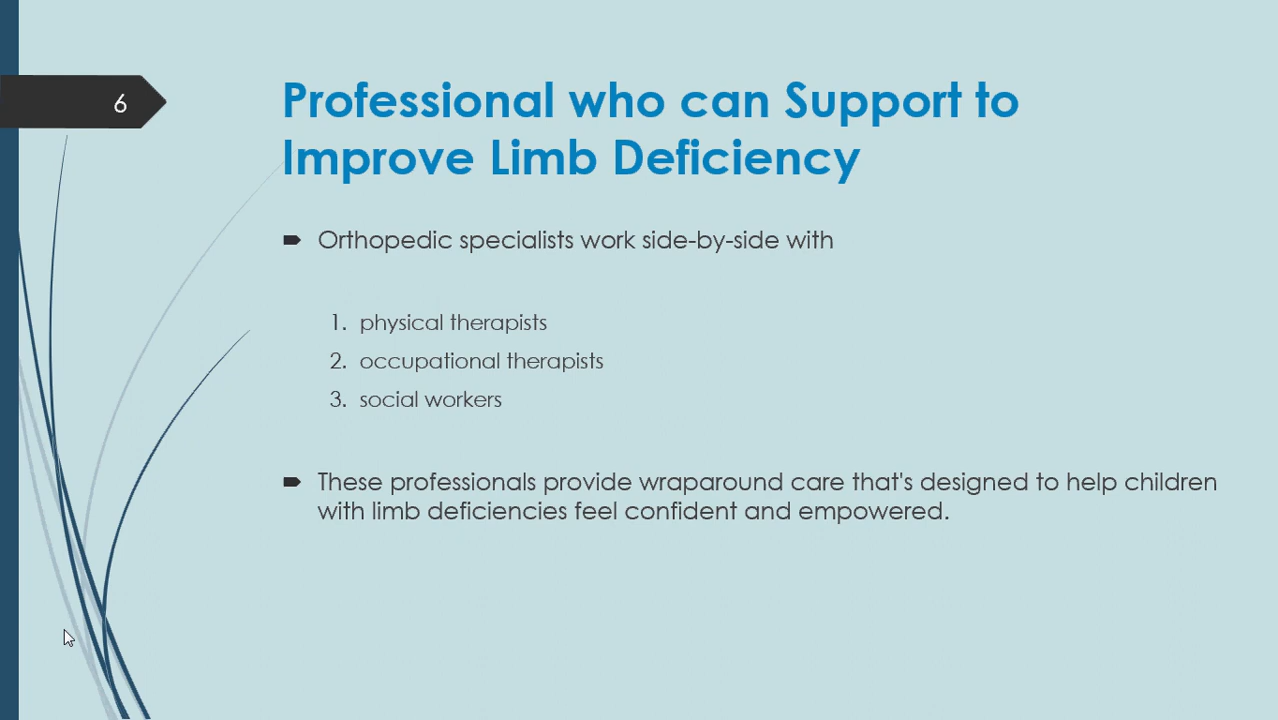 6
Professional who can Support to
Improve Limb Deficiency
Orthopedic specialists work side-by-side with
1. physical therapists
2. occupational therapists
3. social workers
These professionals provide wraparound care that's designed to help children
with limb deficiencies feel confident and empowered.